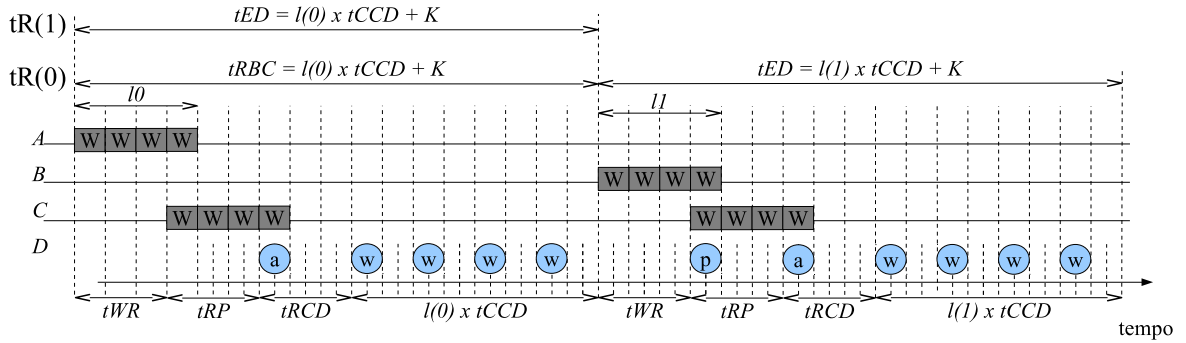 tR(1) tED = l(0) x tCCD + K
tR(0) tRBC = l(0) x tCCD + K tED = l(1) x tCCD + K
l0 l1
A W W W W
B W W W W
C W W W W W W W W
D a w w w w p a w w w w
tWR tRP tRCD l(0) x tCCD tWR tRP tRCD l(1) x tCCD
tempo